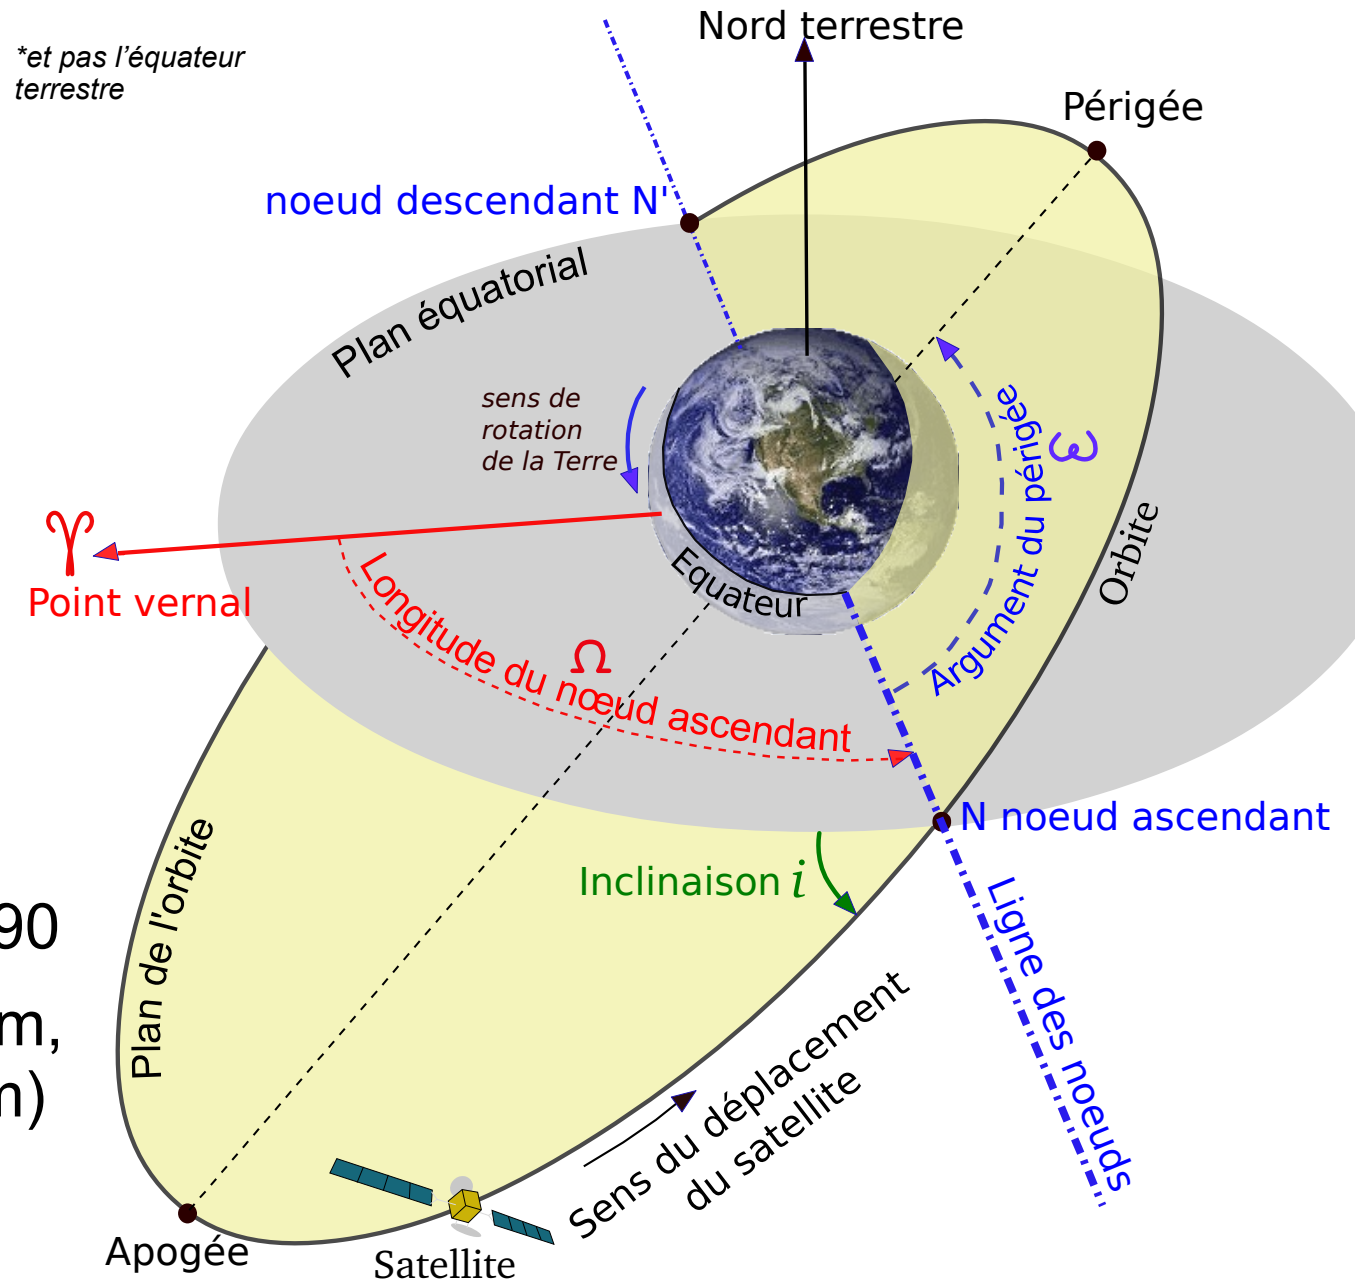 Nord terrestre
*et pas l'équateur
terrestre
Périgée
noeud descendant N'
Plan équatorial
sens de
rotation
de la Terre
ω
Argument du périgée
Orbite
Point vernal
Equateur
Ω
Longitude du nœud ascendant
N noeud ascendant
Inclinaison i
Plan de l'orbite
90
m,
n)
Ligne des noeuds
Sens du déplacement
du satellite
Apogée
Satellite